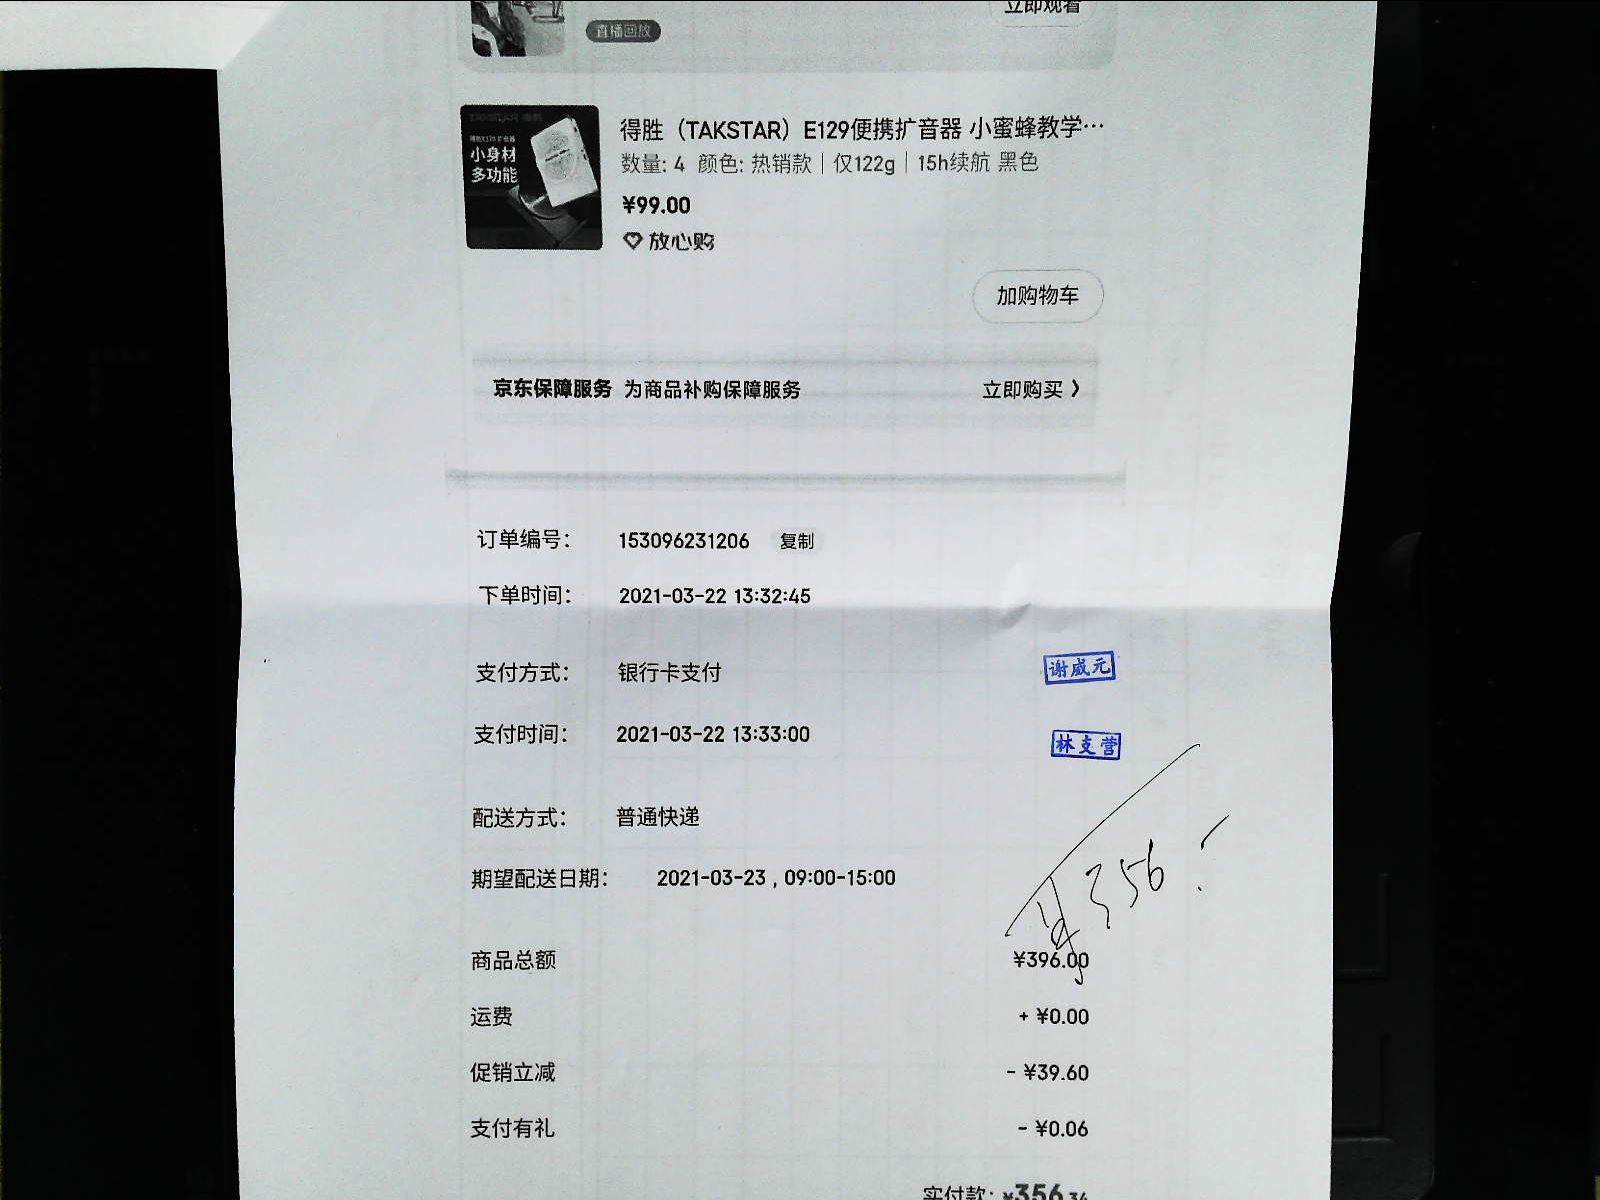 立即观看
直播回放
得胜（TAKSTAR）E129便携扩音器 小蜜蜂教学…
数量: 4 颜色: 热销款｜仅122g｜15h续航 黑色
小身材
多功能
¥99.00
放心购
加购物车
京东保障服务 为商品补购保障服务 立即购买 》
订单编号： 153096231206 复制
下单时间： 2021-03-22 13:32:45
支付方式： 银行卡支付
谢威元
支付时间： 2021-03-22 13:33:00
林支营
配送方式： 普通快递
期望配送日期： 2021-03-23 , 09:00-15:00
¥356.-
商品总额 ¥396.00
运费 + ¥0.00
促销立减 - ¥39.60
支付有礼 - ¥0.06
实付款: ¥356.34